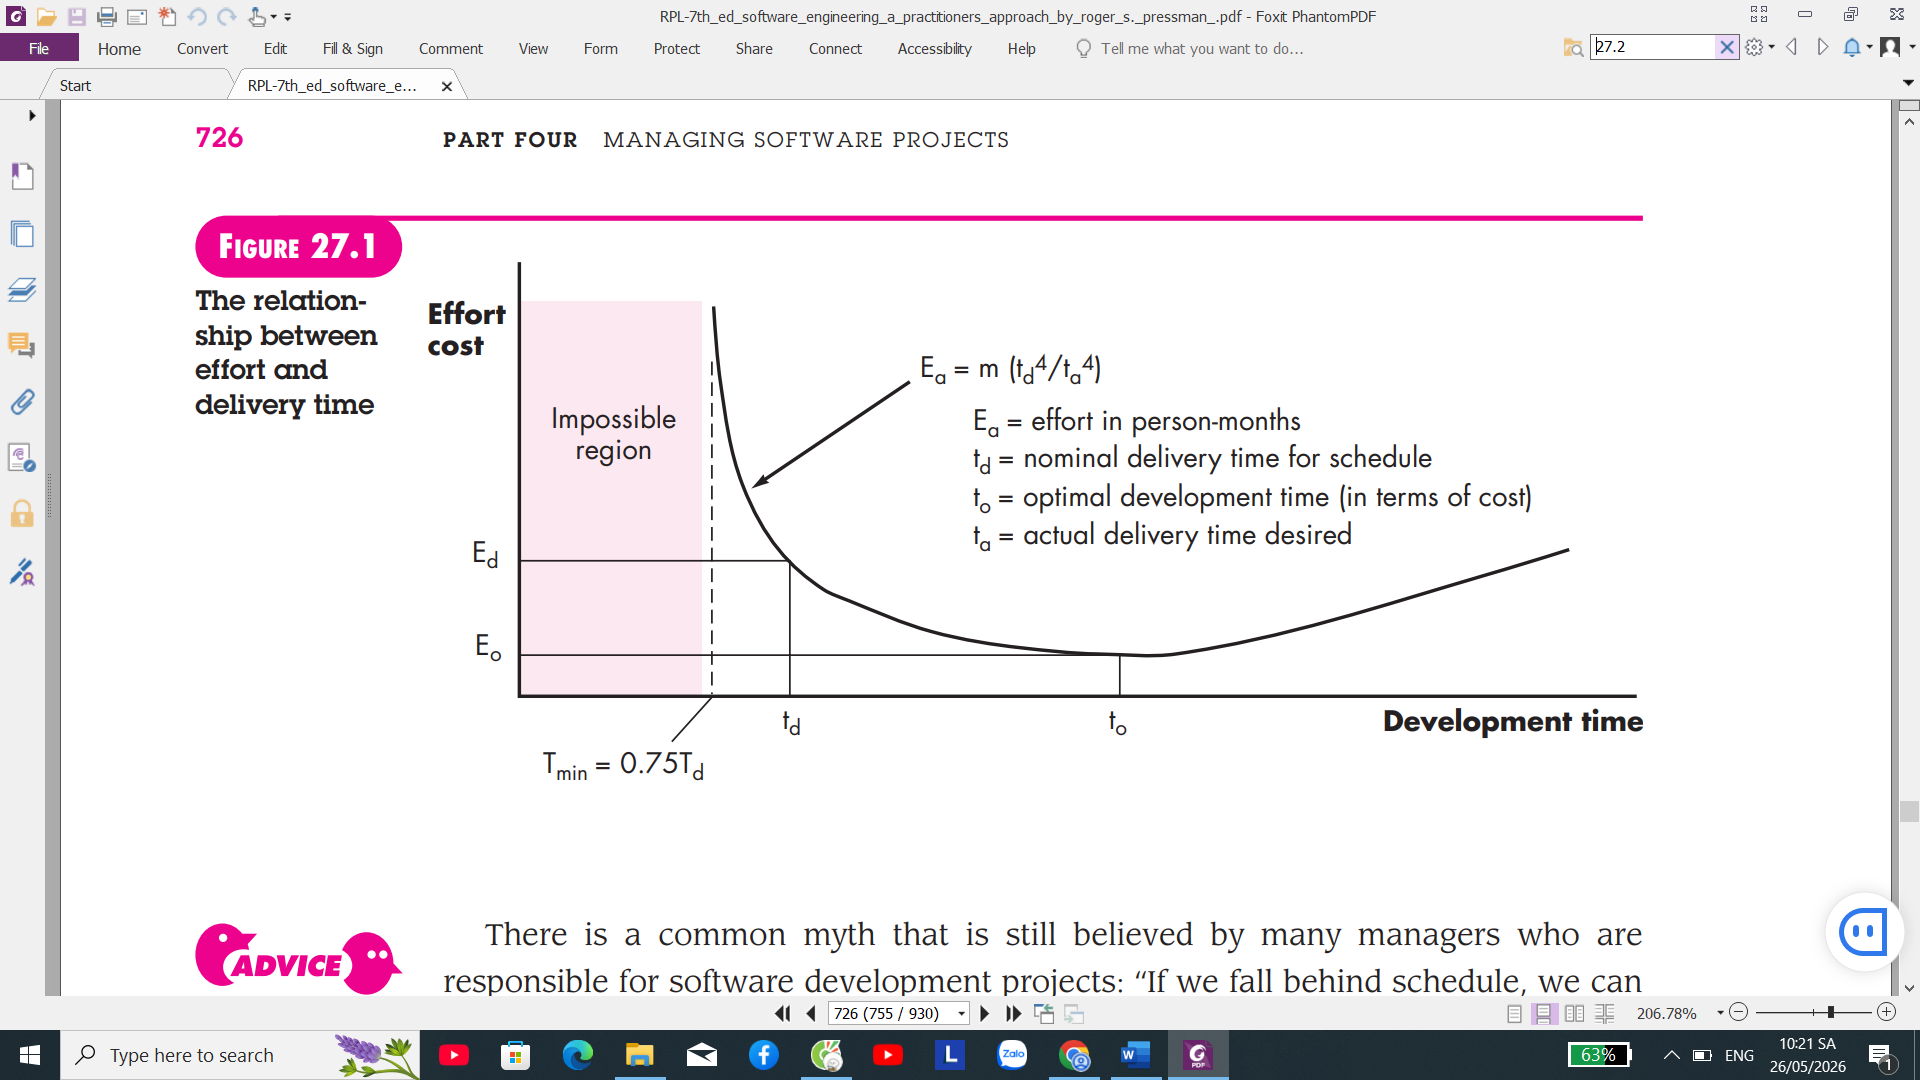 RPL-7th_ed_software_engineering_a_practitioners_approach_by_roger_s._pressman_.pdf - Foxit PhantomPDF
File Home Convert Edit Fill & Sign Comment View Form Protect Share Connect Accessibility Help Tell me what you want to do... 27.2
Start RPL-7th_ed_software_e...
726 PART FOUR MANAGING SOFTWARE PROJECTS
FIGURE 27.1
The relation-
ship between
effort and
delivery time
Effort
cost
Impossible
region
Ea = m (td4/ta4)
Ea = effort in person-months
td = nominal delivery time for schedule
to = optimal development time (in terms of cost)
ta = actual delivery time desired
Ed
Eo
td to Development time
Tmin = 0.75Td
ADVICE
There is a common myth that is still believed by many managers who are
responsible for software development projects: “If we fall behind schedule, we can
726 (755 / 930) 206.78%
Type here to search L Zalo W PDF 63% ENG 10:21 SA
26/05/2026 1